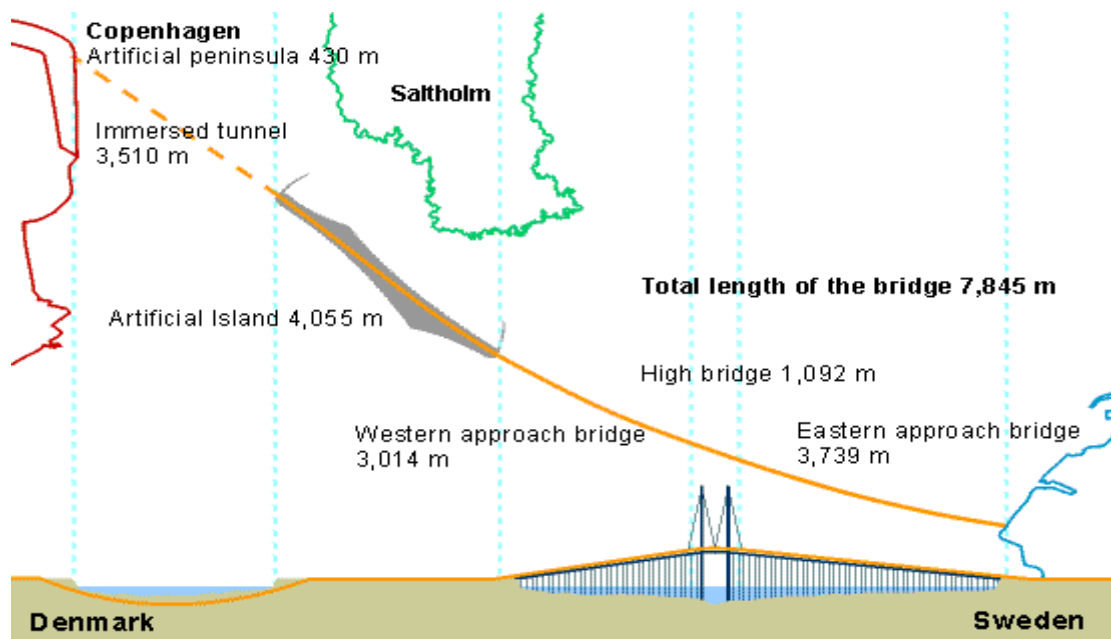 Copenhagen
Artificial peninsula 430 m
Saltholm
Immersed tunnel
3,510 m
Total length of the bridge 7,845 m
Artificial Island 4,055 m
High bridge 1,092 m
Western approach bridge
3,014 m
Eastern approach bridge
3,739 m
Denmark
Sweden